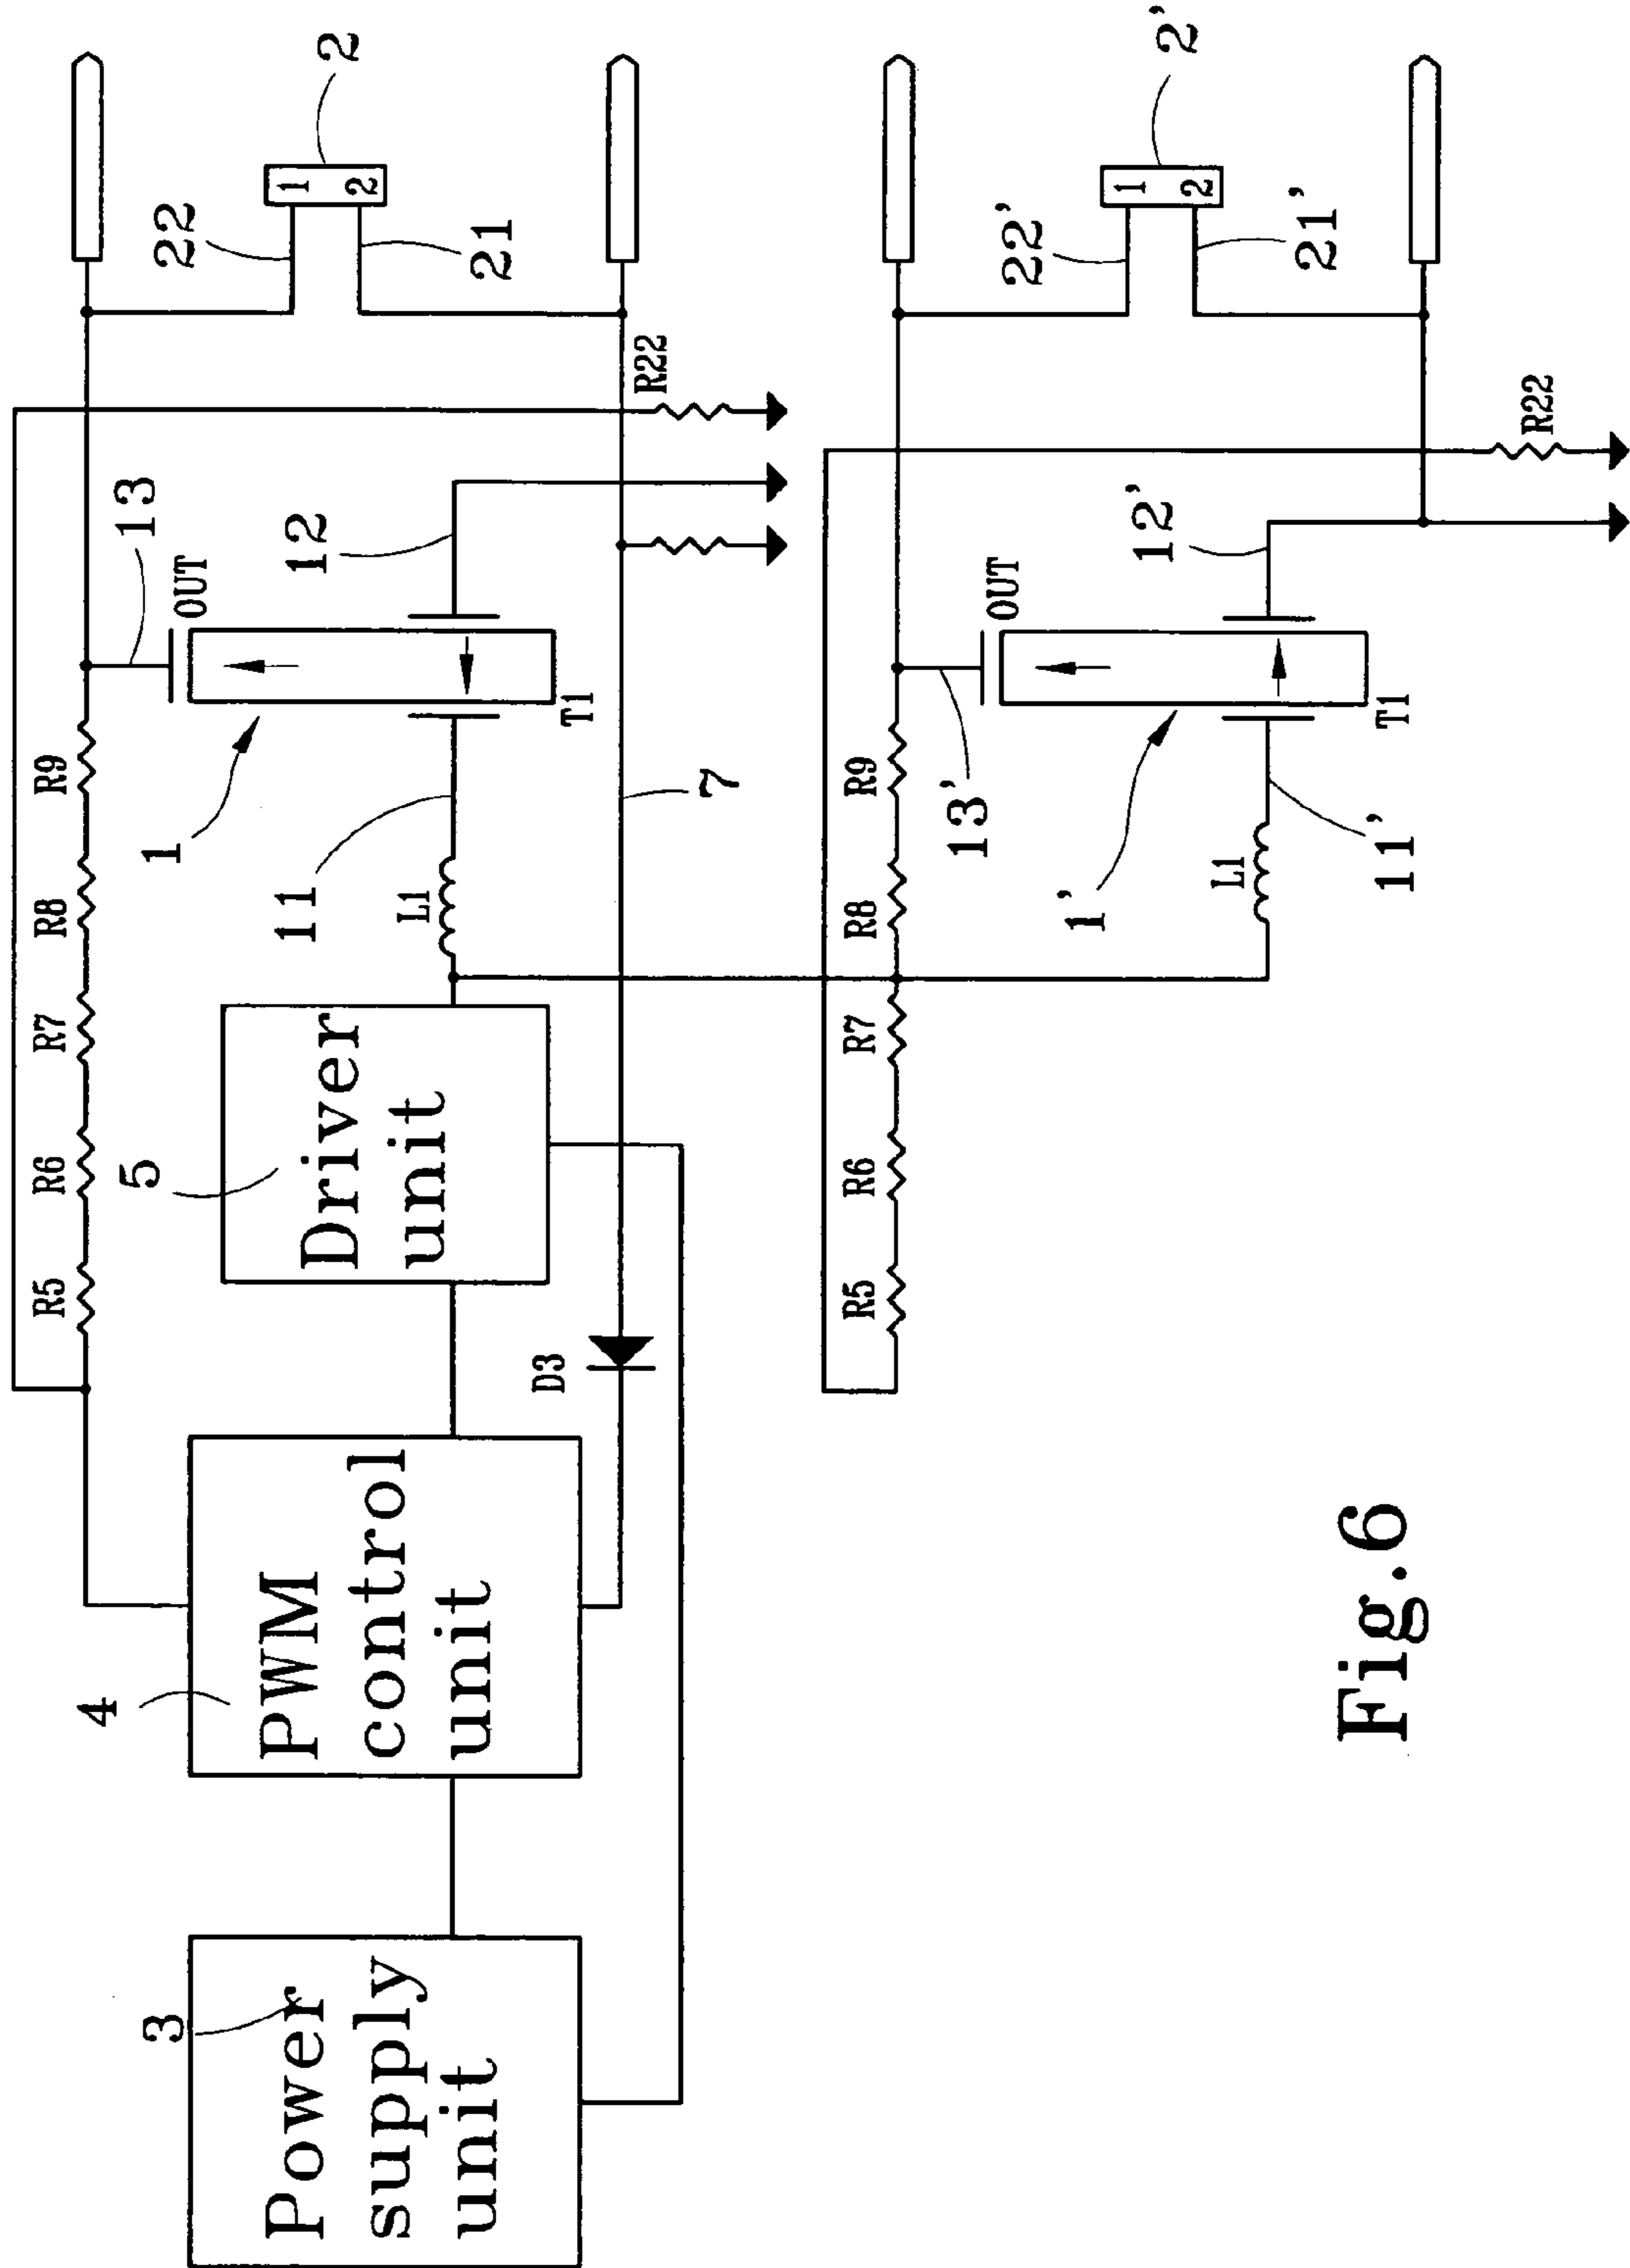 3
Power
supply
unit
4
PWM
control
unit
5
Driver
unit
R5
R6
R7
R8
R9
D3
L1
11
1
T1
OUT
13
12
7
R22
22
21
1
2
2
R5
R6
R7
R8
R9
L1
11'
1'
T1
OUT
13'
12'
R22
22'
21'
1
2
2'
Fig.6